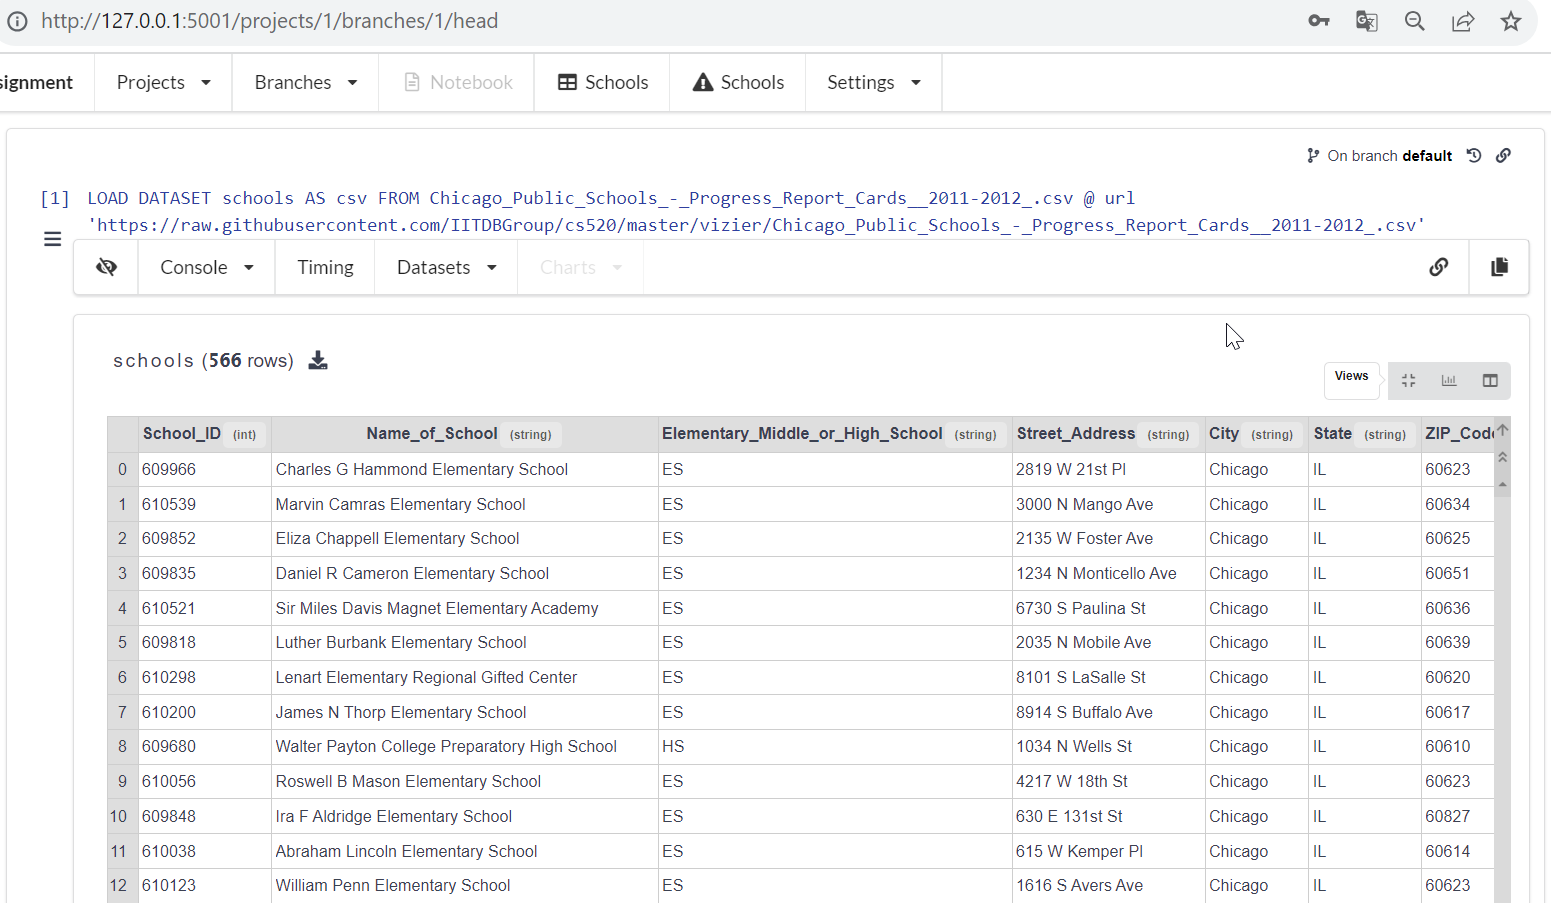 http://127.0.0.1:5001/projects/1/branches/1/head
signment Projects Branches Notebook Schools Schools Settings
On branch default
[1] LOAD DATASET schools AS csv FROM Chicago_Public_Schools_-_Progress_Report_Cards__2011-2012_.csv @ url
'https://raw.githubusercontent.com/IITDBGroup/cs520/master/vizier/Chicago_Public_Schools_-_Progress_Report_Cards__2011-2012_.csv'
Console Timing Datasets Charts
schools (566 rows)
Views
School_ID (int) Name_of_School (string) Elementary_Middle_or_High_School (string) Street_Address (string) City (string) State (string) ZIP_Code
0 609966 Charles G Hammond Elementary School ES 2819 W 21st Pl Chicago IL 60623
1 610539 Marvin Camras Elementary School ES 3000 N Mango Ave Chicago IL 60634
2 609852 Eliza Chappell Elementary School ES 2135 W Foster Ave Chicago IL 60625
3 609835 Daniel R Cameron Elementary School ES 1234 N Monticello Ave Chicago IL 60651
4 610521 Sir Miles Davis Magnet Elementary Academy ES 6730 S Paulina St Chicago IL 60636
5 609818 Luther Burbank Elementary School ES 2035 N Mobile Ave Chicago IL 60639
6 610298 Lenart Elementary Regional Gifted Center ES 8101 S LaSalle St Chicago IL 60620
7 610200 James N Thorp Elementary School ES 8914 S Buffalo Ave Chicago IL 60617
8 609680 Walter Payton College Preparatory High School HS 1034 N Wells St Chicago IL 60610
9 610056 Roswell B Mason Elementary School ES 4217 W 18th St Chicago IL 60623
10 609848 Ira F Aldridge Elementary School ES 630 E 131st St Chicago IL 60827
11 610038 Abraham Lincoln Elementary School ES 615 W Kemper Pl Chicago IL 60614
12 610123 William Penn Elementary School ES 1616 S Avers Ave Chicago IL 60623